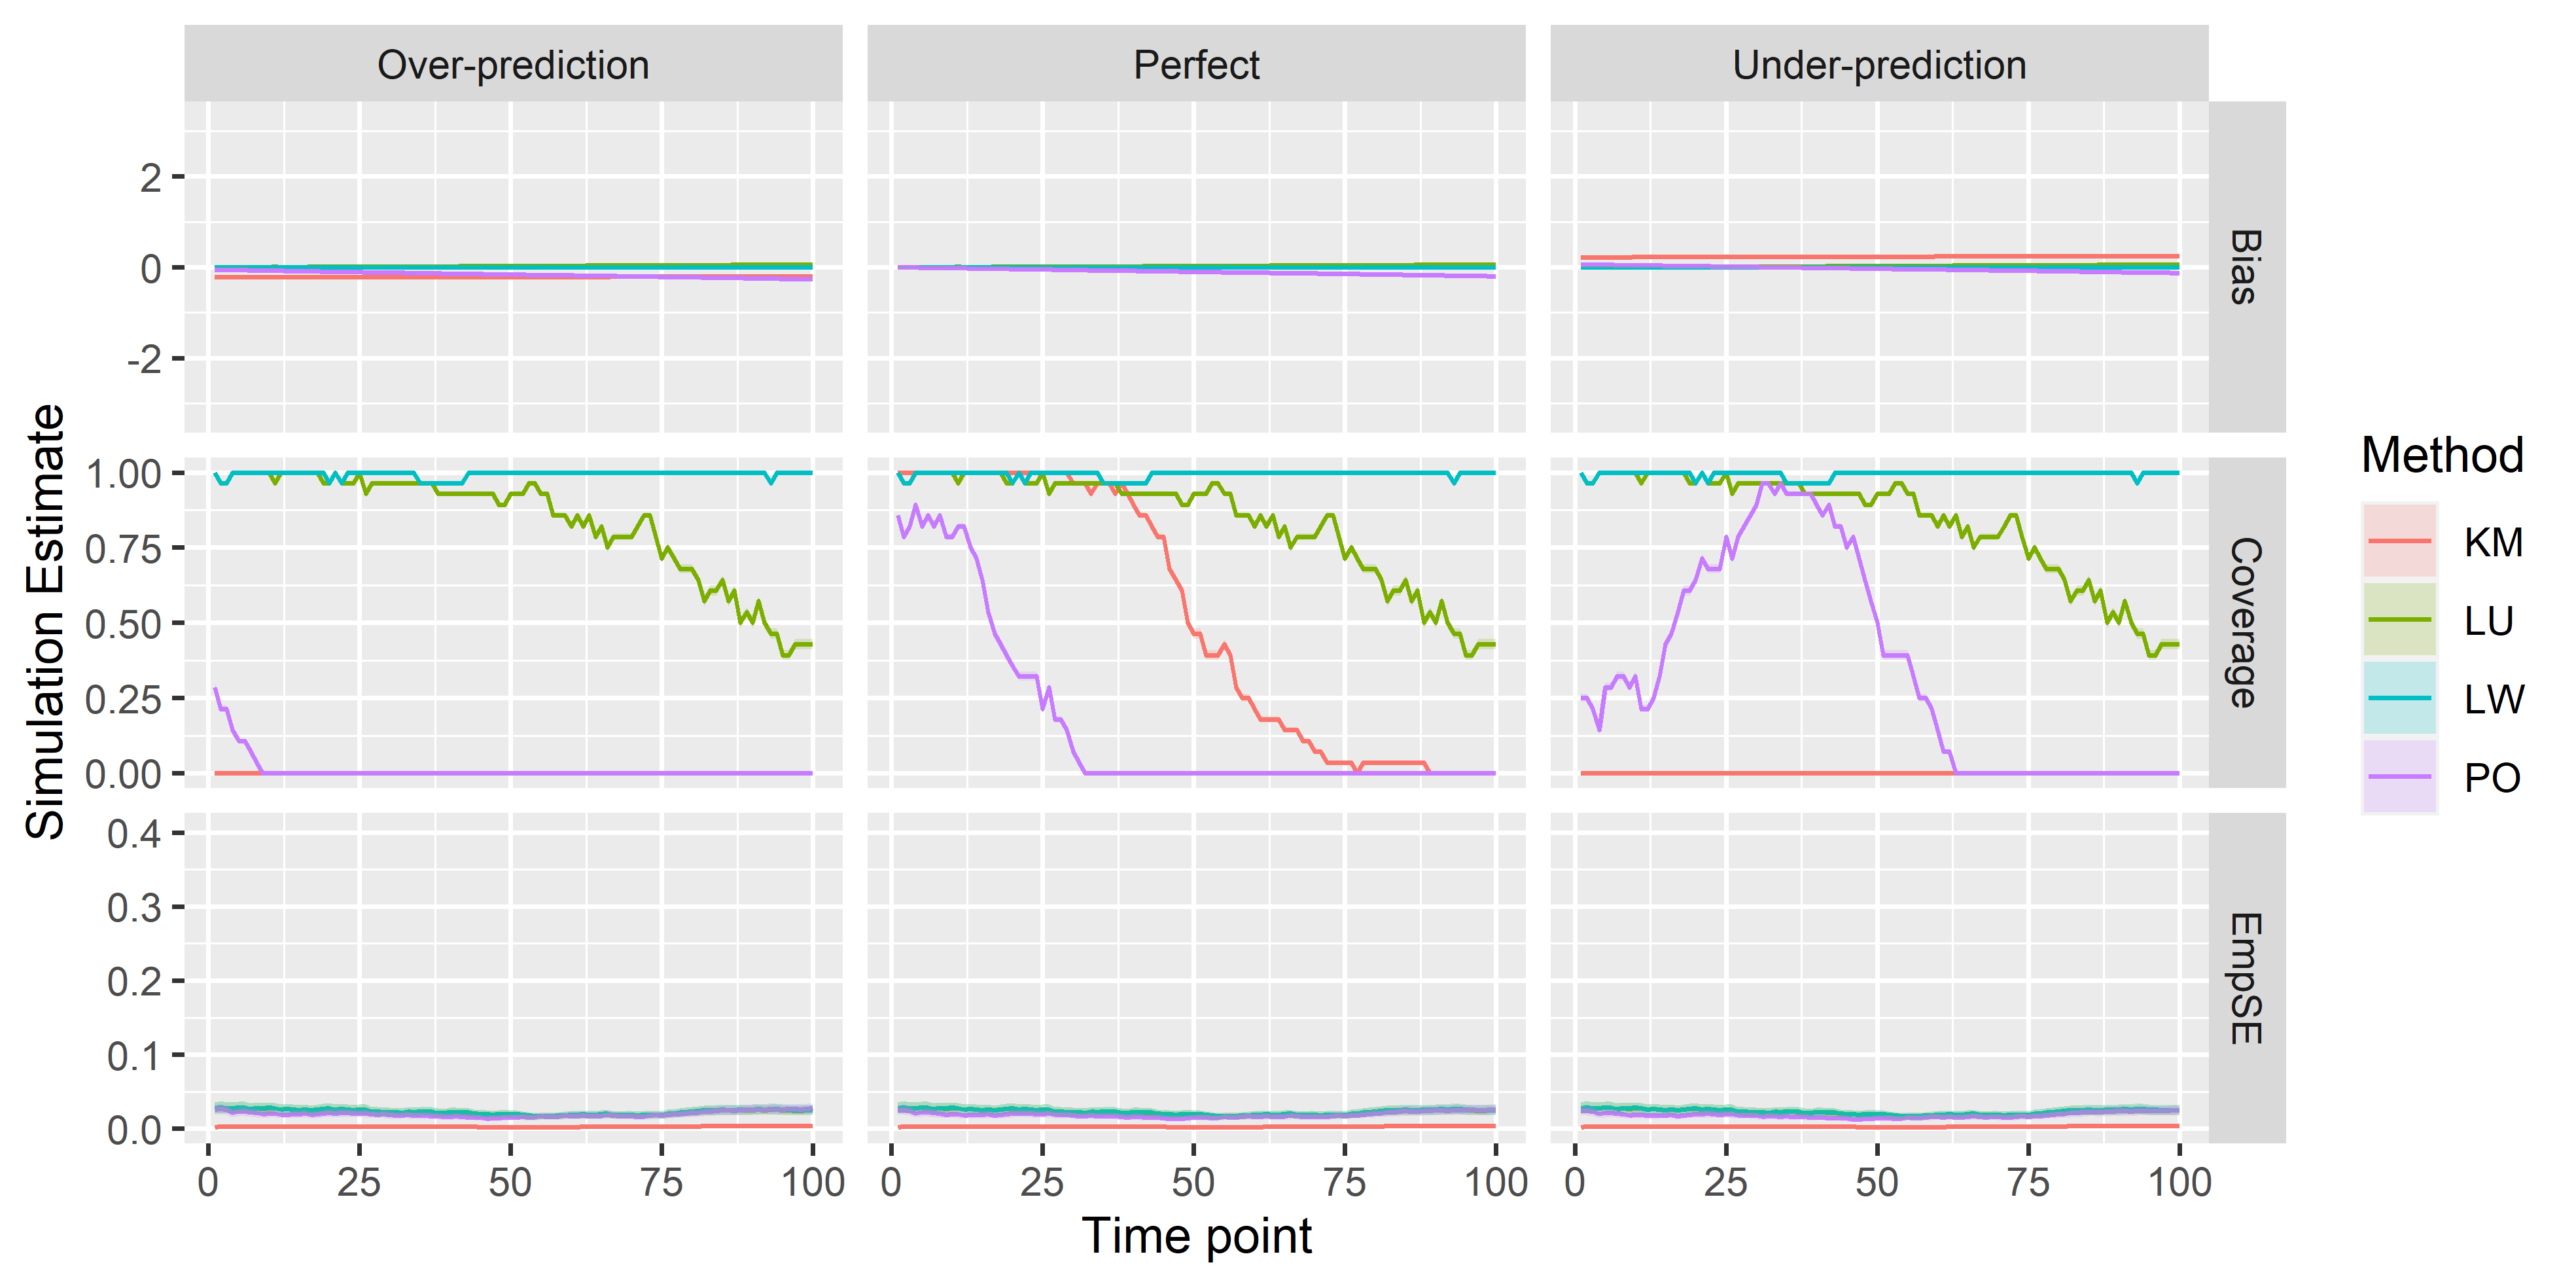 Over-prediction Perfect Under-prediction
2
0
-2
Bias
Simulation Estimate
1.00
0.75
0.50
0.25
0.00
Coverage
0.4
0.3
0.2
0.1
0.0
EmpSE
0 25 50 75 100 0 25 50 75 100 0 25 50 75 100
Time point
Method
KM
LU
LW
PO